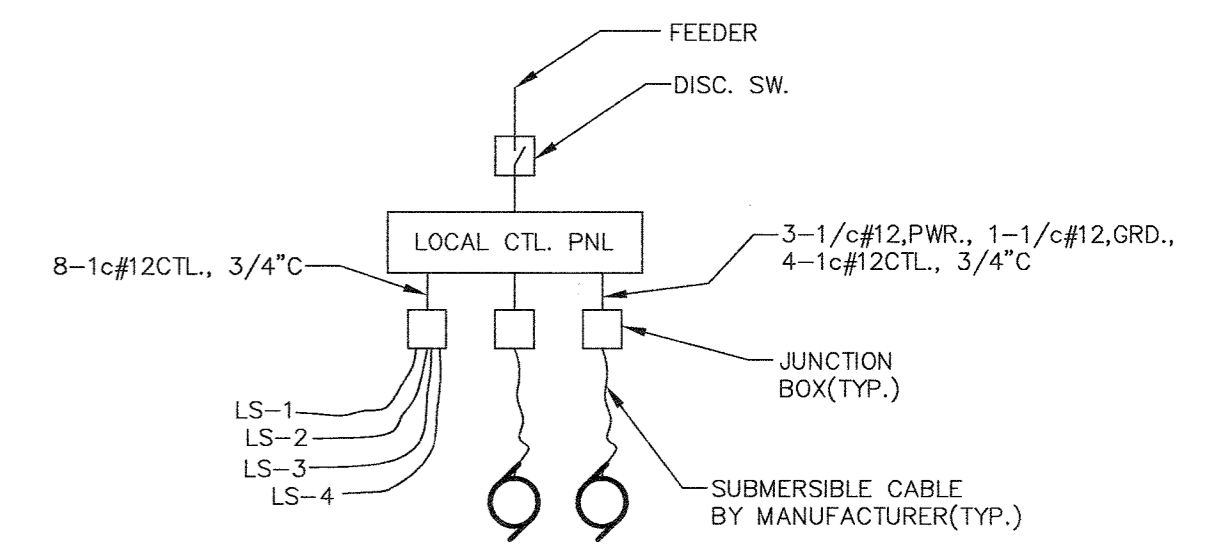 FEEDER
DISC. SW.
LOCAL CTL. PNL
8-1c#12CTL., 3/4"C
3-1/c#12,PWR., 1-1/c#12,GRD.,
4-1c#12CTL., 3/4"C
JUNCTION
BOX(TYP.)
LS-1
LS-2
LS-3
LS-4
SUBMERSIBLE CABLE
BY MANUFACTURER(TYP.)